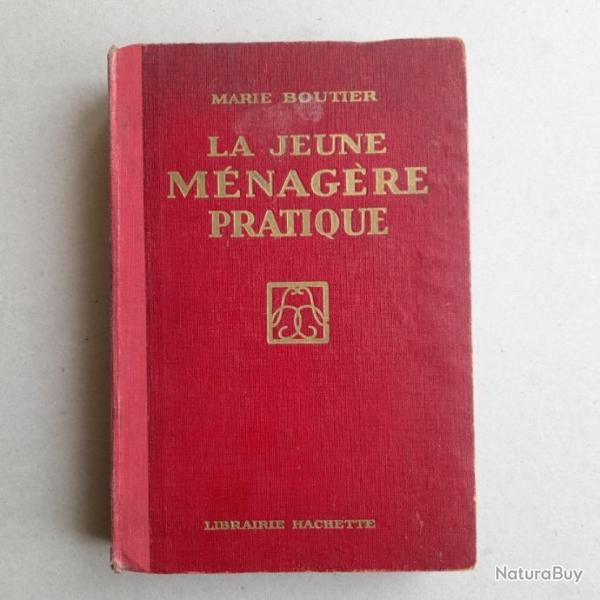 MARIE BOUTIER
LA JEUNE
MÉNAGÈRE
PRATIQUE
LIBRAIRIE HACHETTE
NaturaBuy